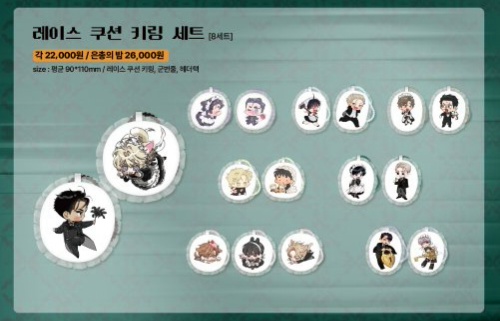 레이스 쿠션 키링 세트 [8세트]
각 22,000원 / 은총의 밤 26,000원
size : 평균 90*110mm / 레이스 쿠션 키링, 군번줄, 헤더택